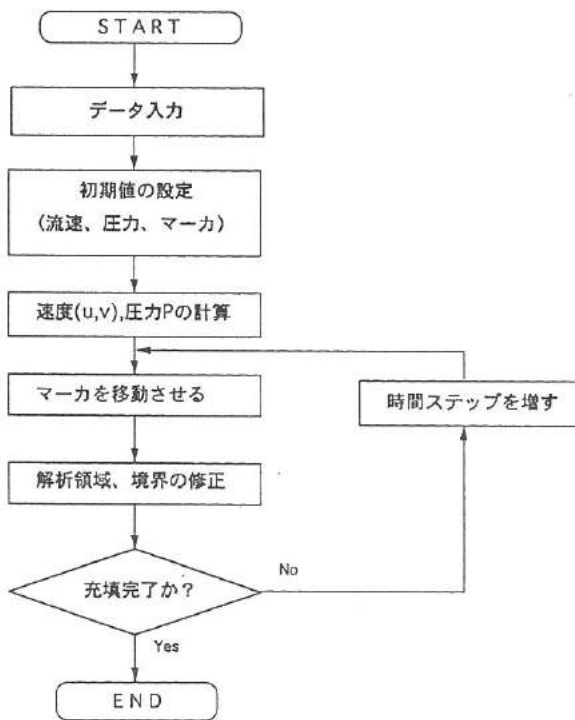 START
データ入力
初期値の設定
(流速、圧力、マーカ)
速度(u,v),圧力Pの計算
マーカを移動させる
時間ステップを増す
解析領域、境界の修正
充填完了か?
No
Yes
END